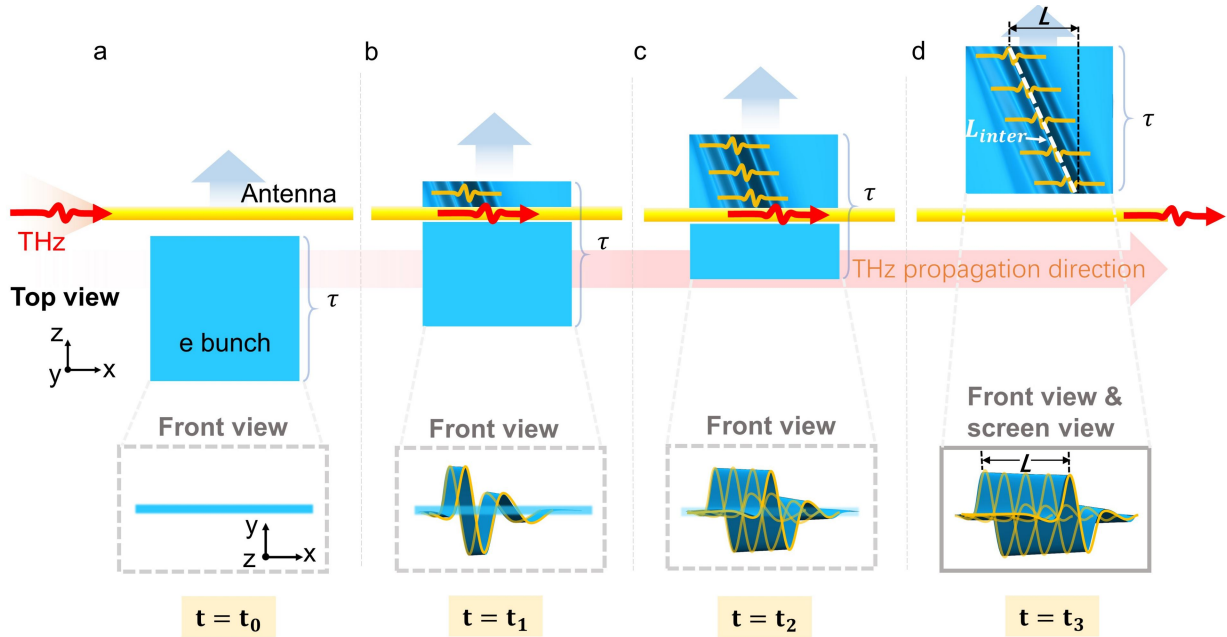 a
b
c
d
L
τ
L_inter
τ
τ
Antenna
THz
THz propagation direction
τ
Top view
e bunch
z
y
x
Front view
Front view
Front view
Front view &
screen view
L
y
z
x
t = t₀
t = t₁
t = t₂
t = t₃